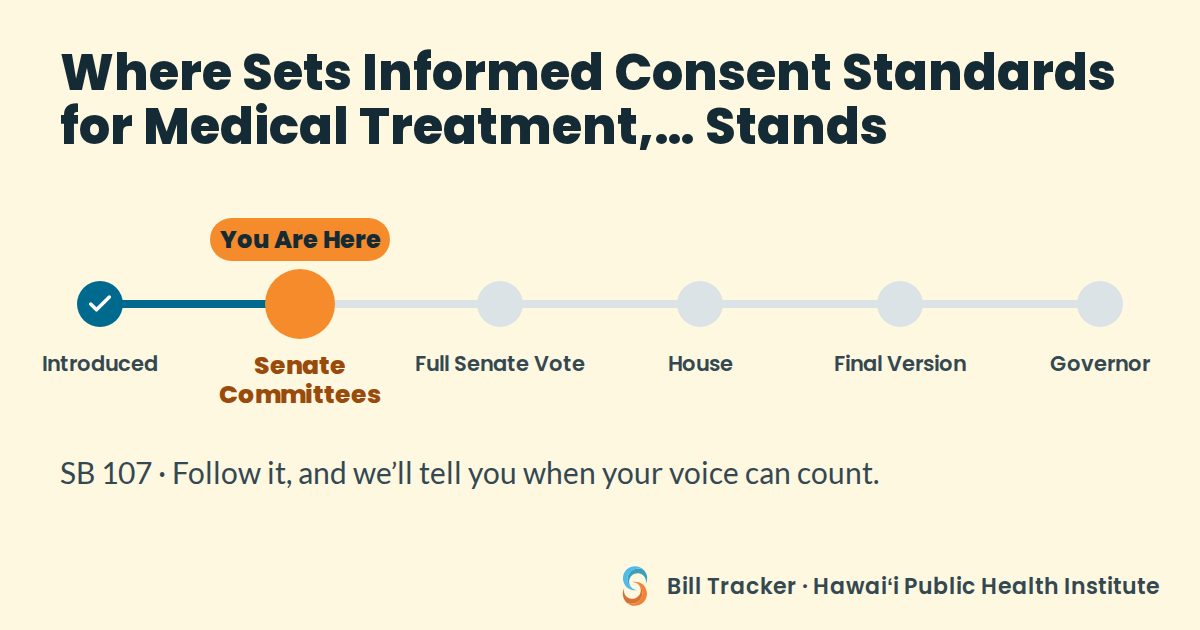 Where Sets Informed Consent Standards
for Medical Treatment,... Stands
You Are Here
Introduced
Senate
Committees
Full Senate Vote
House
Final Version
Governor
SB 107 · Follow it, and we’ll tell you when your voice can count.
Bill Tracker · Hawaiʻi Public Health Institute